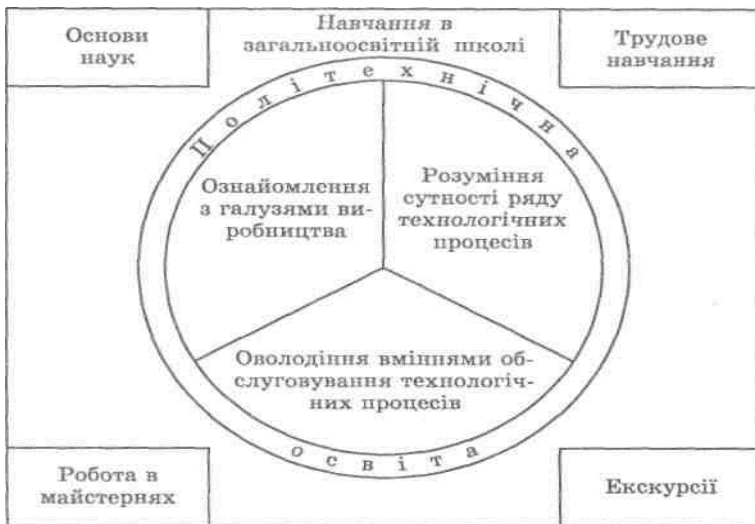 Основи
наук
Навчання в
загальноосвітній школі
Трудове
навчання
Політехнічна
Ознайомлення
з галузями ви-
робництва
Розуміння
сутності ряду
технологічних
процесів
Оволодіння вміннями об-
слуговування технологіч-
них процесів
освіта
Робота в
майстернях
Екскурсії